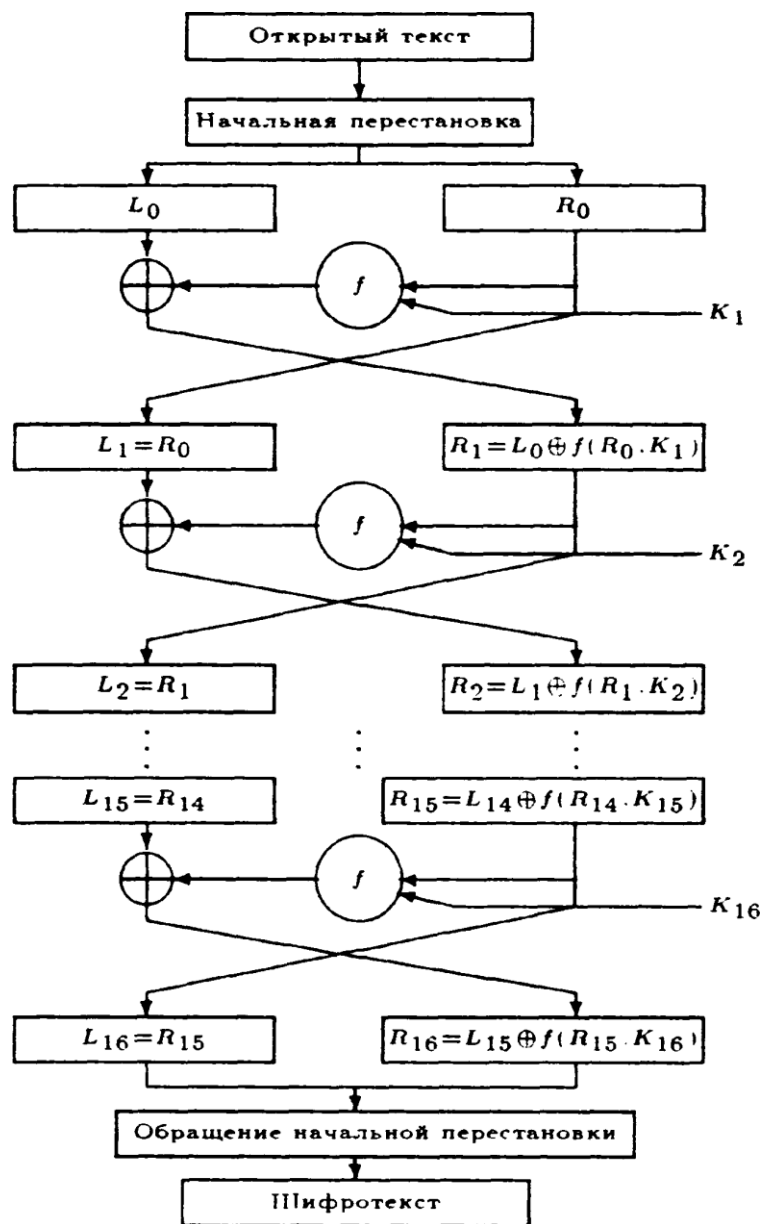 Открытый текст
Начальная перестановка
L₀
R₀
f
K₁
L₁=R₀
R₁=L₀⊕f(R₀.K₁)
f
K₂
L₂=R₁
R₂=L₁⊕f(R₁.K₂)
L₁₅=R₁₄
R₁₅=L₁₄⊕f(R₁₄.K₁₅)
f
K₁₆
L₁₆=R₁₅
R₁₆=L₁₅⊕f(R₁₅.K₁₆)
Обращение начальной перестановки
Шифротекст